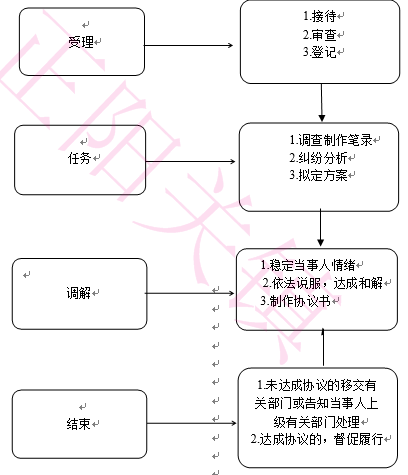 受理
1.接待
2.审查
3.登记
任务
1.调查制作笔录
2.纠纷分析
3.拟定方案
调解
1.稳定当事人情绪
2.依法说服，达成和解
3.制作协议书
结束
1.未达成协议的移交有
关部门或告知当事人上
级有关部门处理
2.达成协议的，督促履行
正阳关镇